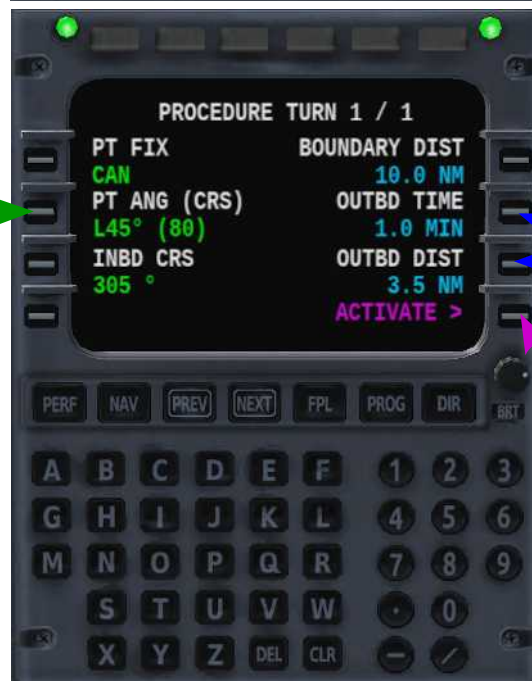 PROCEDURE TURN 1 / 1
PT FIX BOUNDARY DIST
CAN 10.0 NM
PT ANG (CRS) OUTBD TIME
L45° (80) 1.0 MIN
INBD CRS OUTBD DIST
305 ° 3.5 NM
ACTIVATE >
PERF NAV PREV NEXT FPL PROG DIR BRT
A B C D E F 1 2 3
G H I J K L 4 5 6
M N O P Q R 7 8 9
S T U V W · 0
X Y Z DEL CLR – /